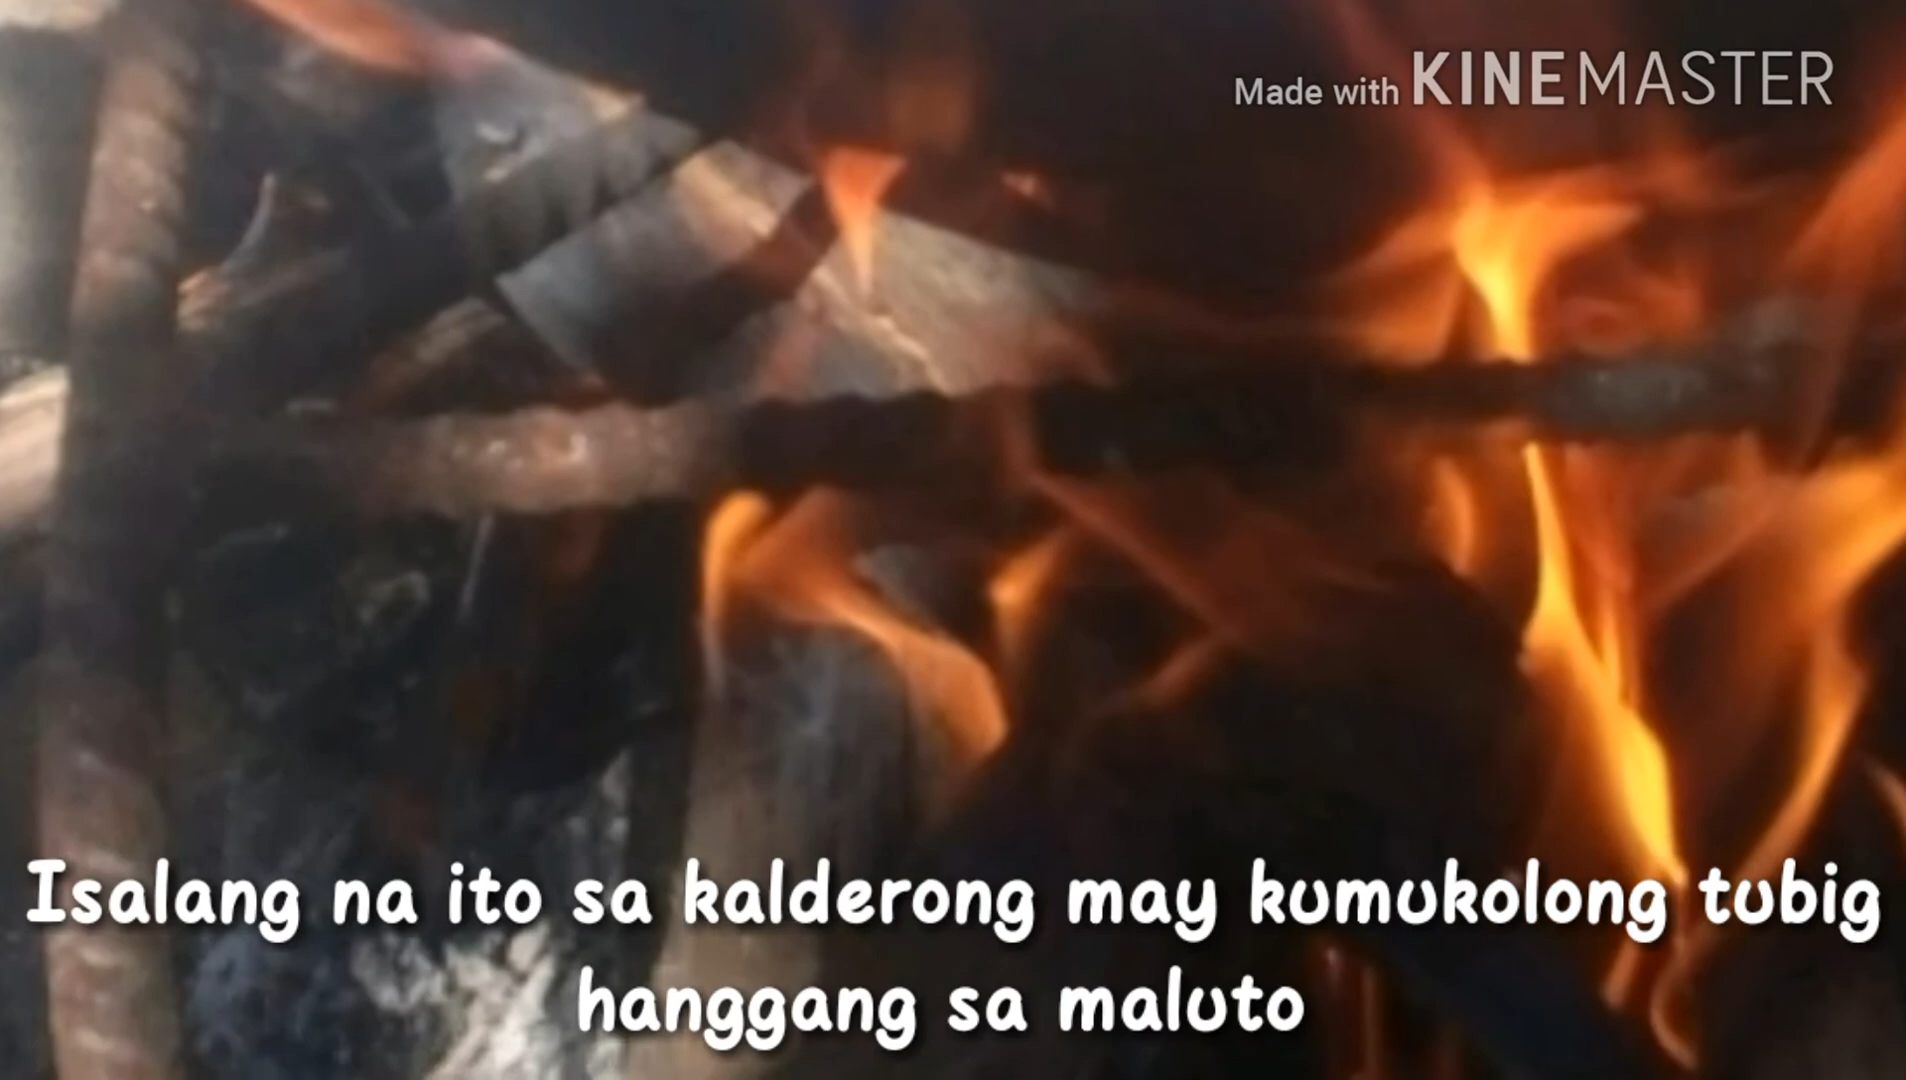 Made with KINEMASTER
Isalang na ito sa kalderong may kumukolong tubig
hanggang sa maluto